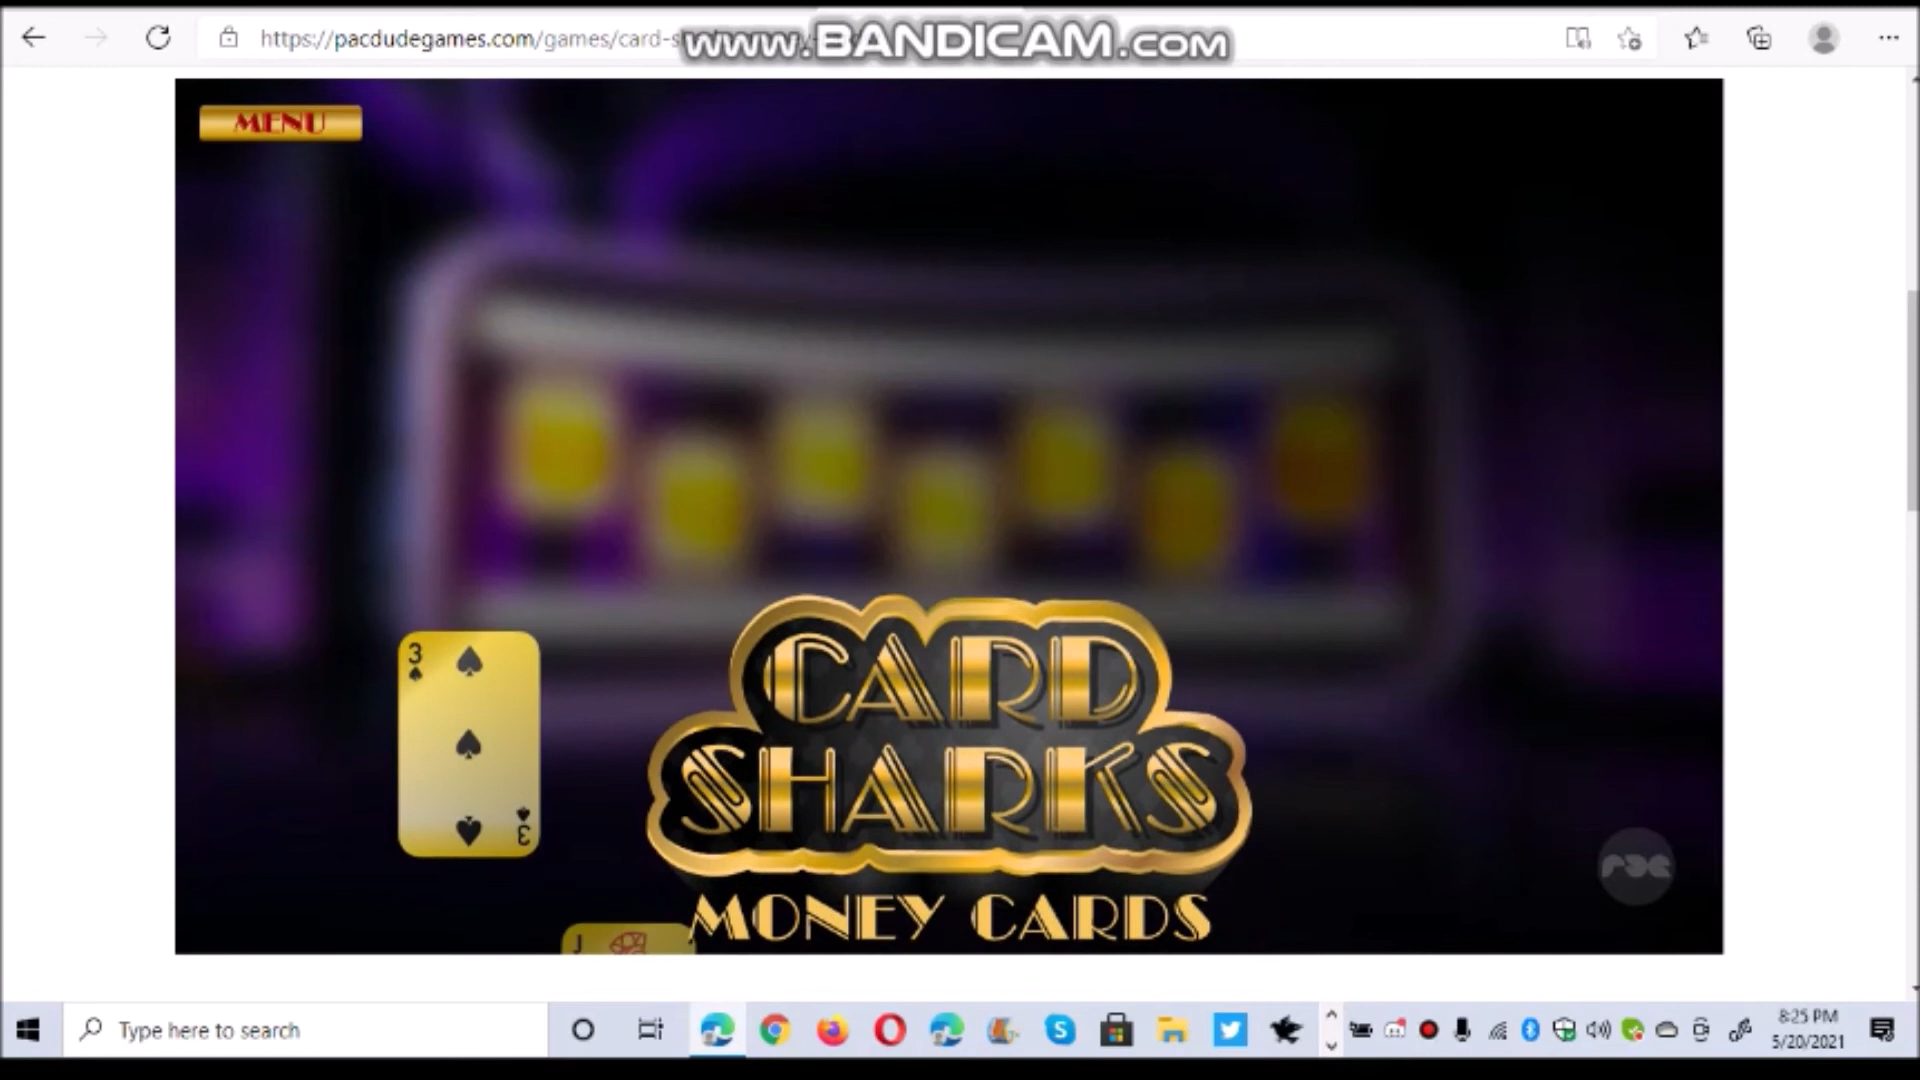 https://pacdudegames.com/games/card-s
www.BANDICAM.com
MENU
3
3
CARD
SHARKS
MONEY CARDS
J
Type here to search
8:25 PM
5/20/2021